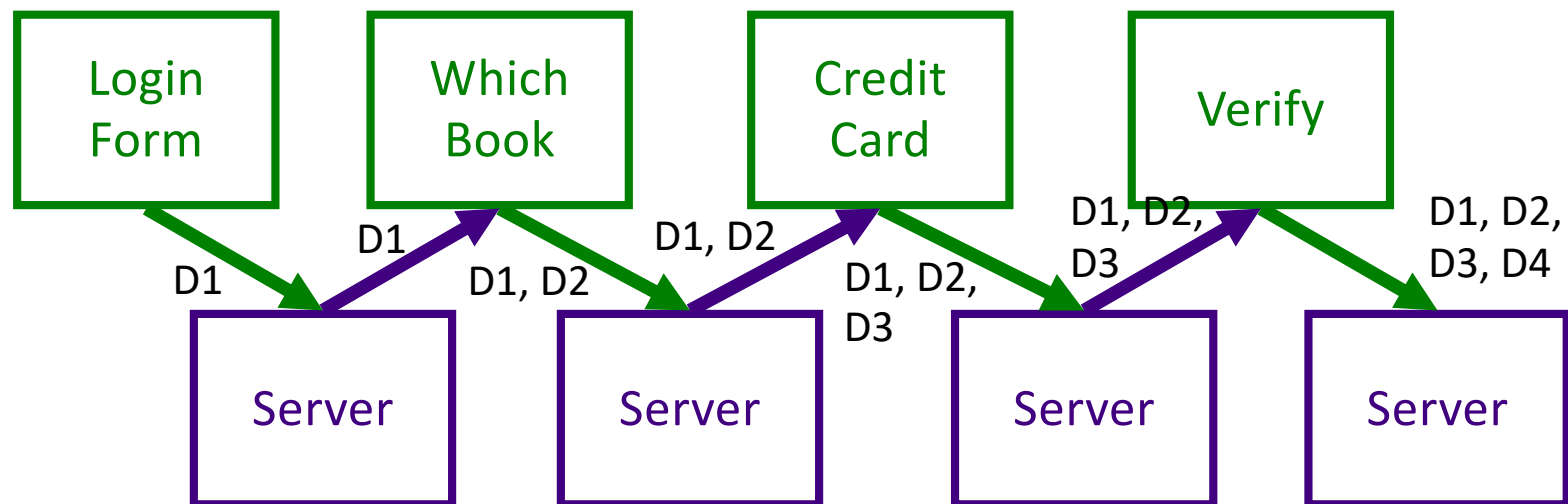 Login
Form
Which
Book
Credit
Card
Verify
D1
D1
D1, D2
D1, D2
D1, D2,
D3
D1, D2,
D3
D1, D2,
D3, D4
Server
Server
Server
Server